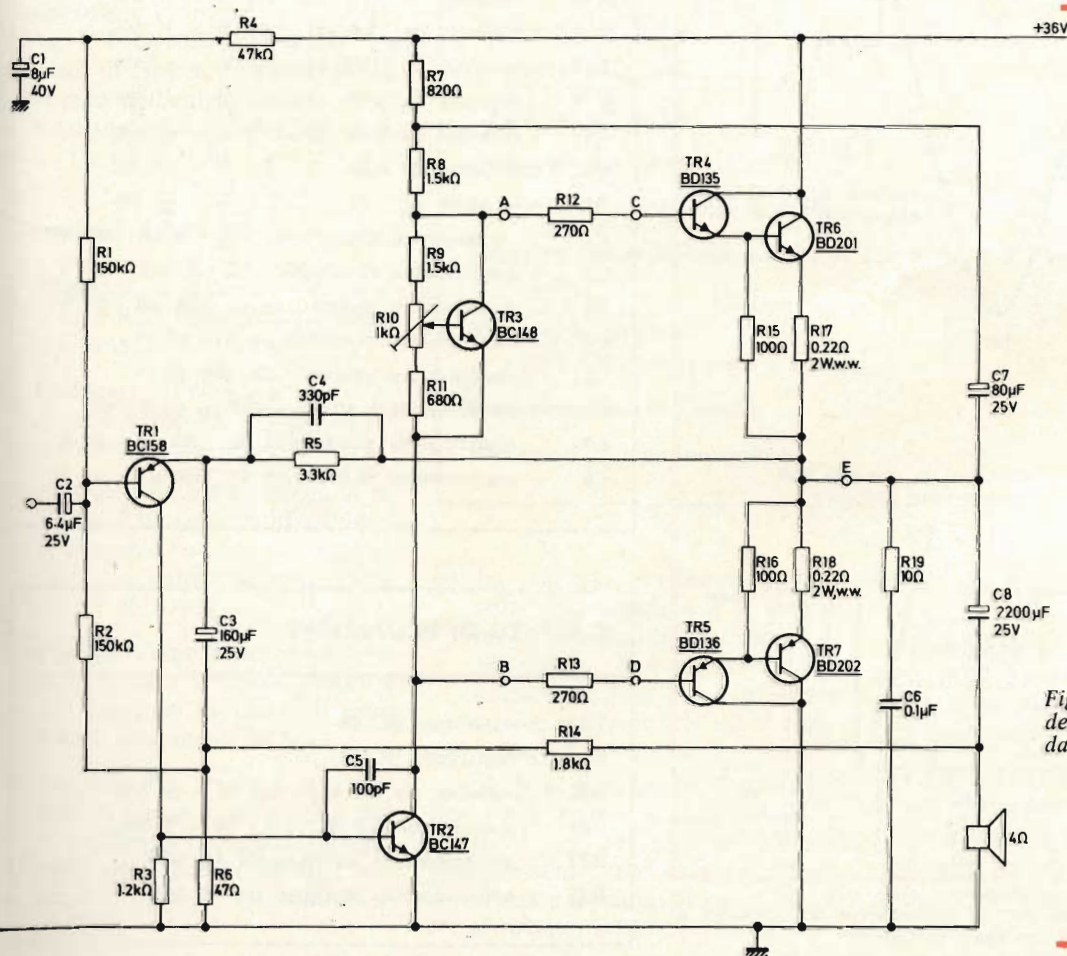 R4
47kΩ
+36V
C1
8µF
40V
R7
820Ω
R8
1.5kΩ
A
R12
270Ω
C
TR4
BD135
TR6
BD201
R1
150kΩ
R9
1.5kΩ
R10
1kΩ
TR3
BC148
R15
100Ω
R17
0.22Ω
2W,w.w.
C7
80µF
25V
R11
680Ω
C4
330pF
R5
3.3kΩ
TR1
BC158
C2
6·4µF
25V
E
R16
100Ω
R18
0.22Ω
2W,w.w.
R19
10Ω
C8
2200µF
25V
R2
150kΩ
C3
160µF
25V
TR5
BD136
TR7
BD202
B
R13
270Ω
D
C6
0·1µF
Fig
de
da
R14
1.8kΩ
C5
100pF
TR2
BC147
4Ω
R3
1.2kΩ
R6
47Ω